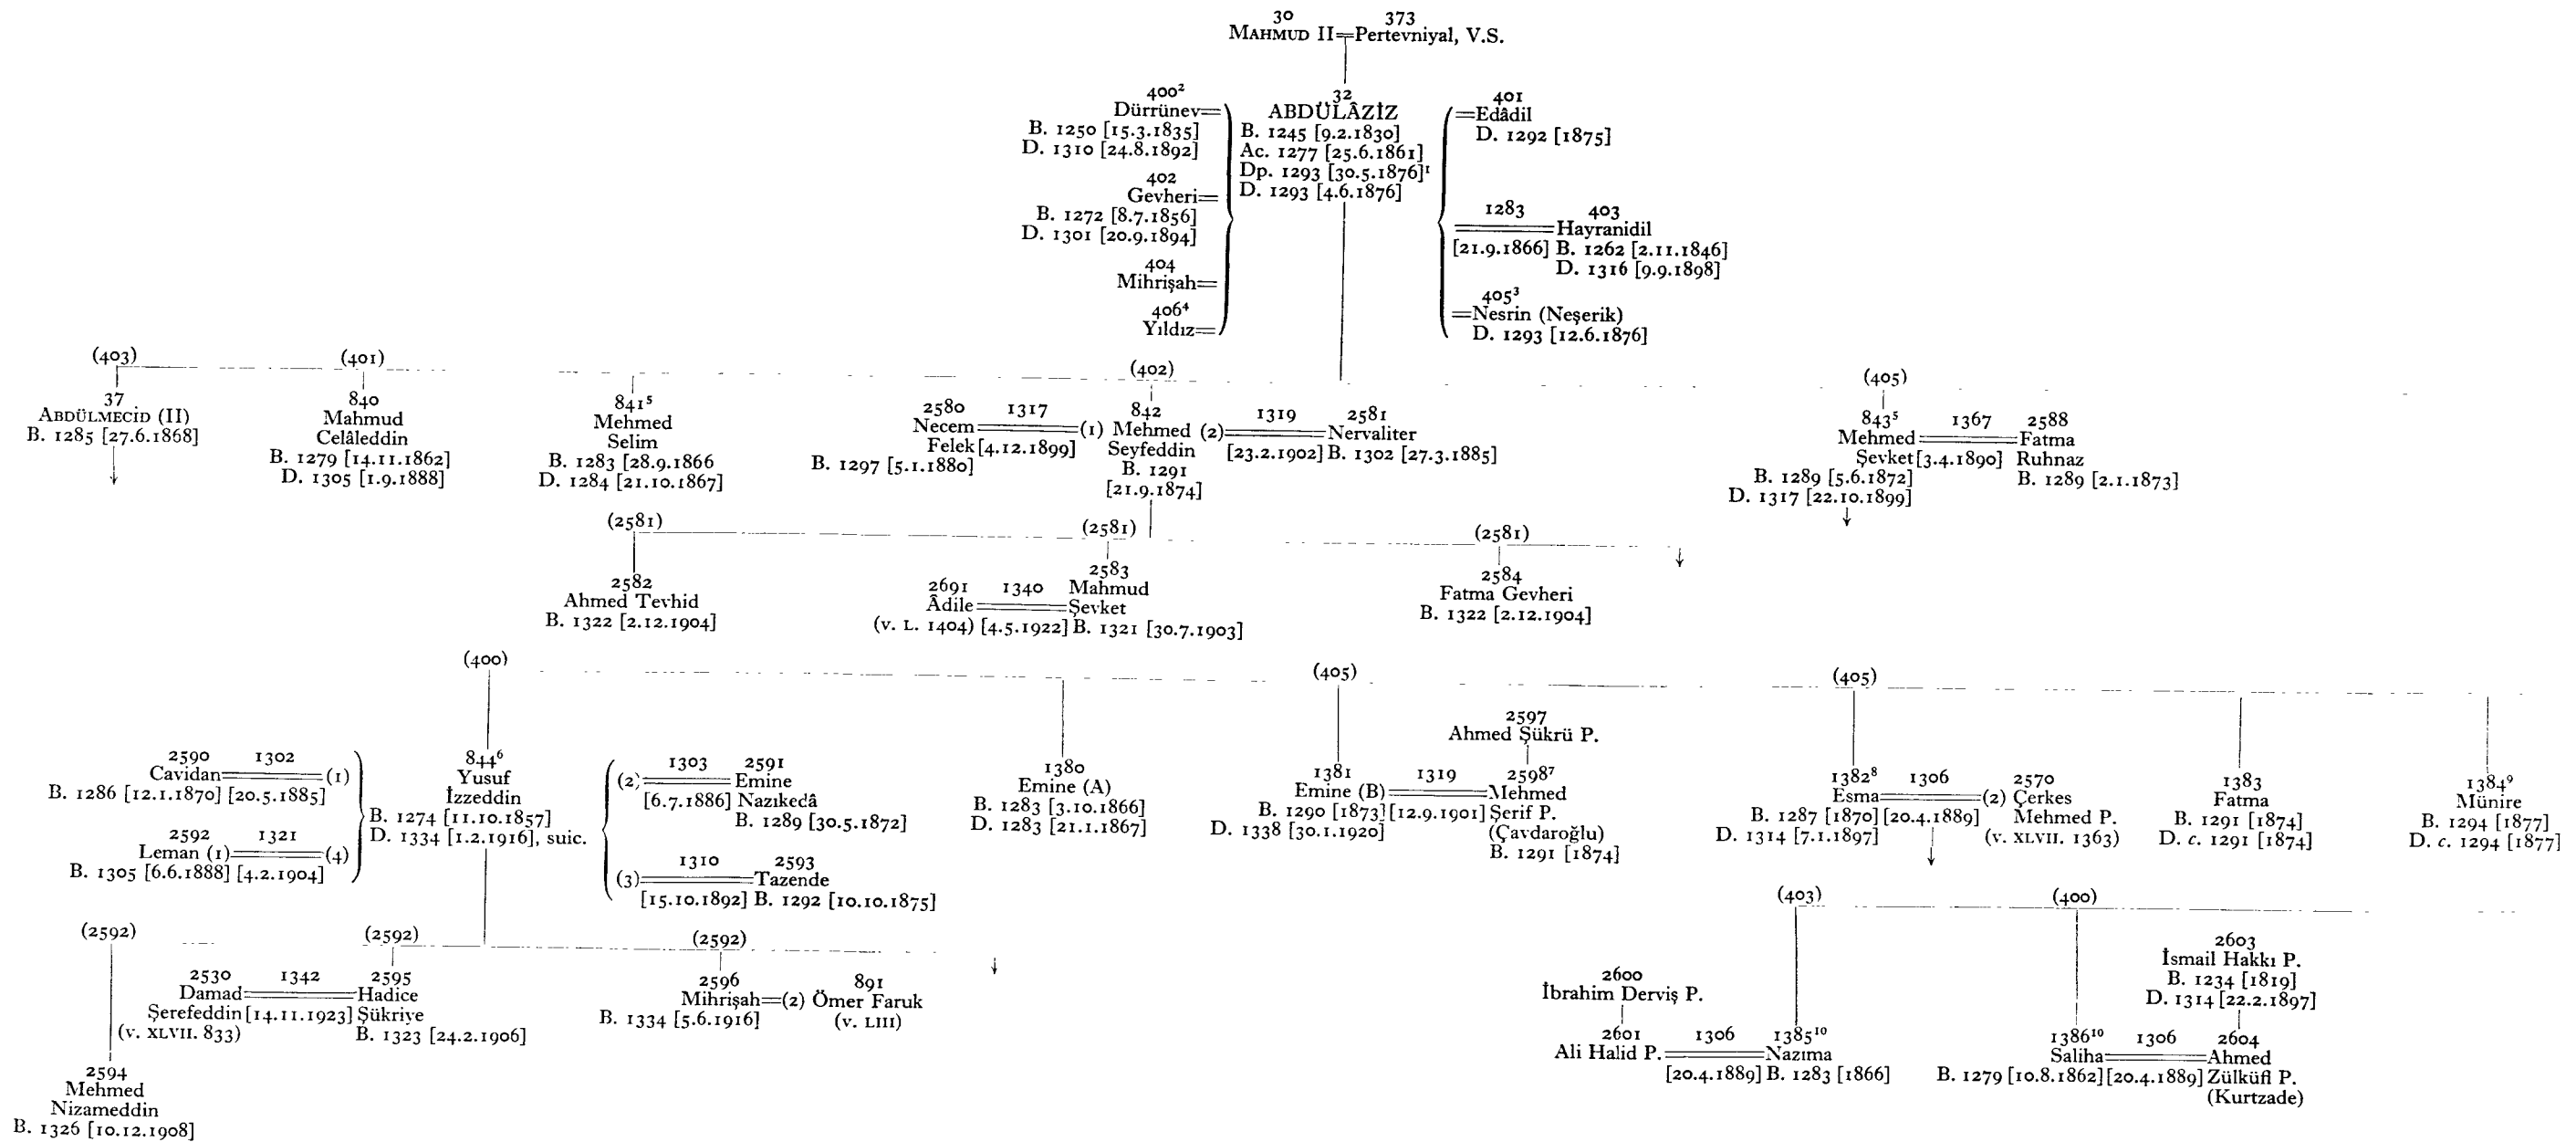 30 373
MAHMUD II═Pertevniyal, V.S.
400²
Dürrünev═
B. 1250 [15.3.1835]
D. 1310 [24.8.1892]
402
Gevheri═
B. 1272 [8.7.1856]
D. 1301 [20.9.1894]
404
Mihrişah═
406⁴
Yıldız═
32
ABDÜLÂZİZ
B. 1245 [9.2.1830]
Ac. 1277 [25.6.1861]
Dp. 1293 [30.5.1876]¹
D. 1293 [4.6.1876]
401
═Edâdil
D. 1292 [1875]
1283 403
═Hayranidil
[21.9.1866] B. 1262 [2.11.1846]
D. 1316 [9.9.1898]
405³
═Nesrin (Neşerik)
D. 1293 [12.6.1876]
(403)
37
ABDÜLMECİD (II)
B. 1285 [27.6.1868]
(401)
840
Mahmud
Celâleddin
B. 1279 [14.11.1862]
D. 1305 [1.9.1888]
841⁵
Mehmed
Selim
B. 1283 [28.9.1866
D. 1284 [21.10.1867]
(402)
2580 1317 842 1319 2581
Necem═(1) Mehmed (2)═Nervaliter
Felek [4.12.1899] Seyfeddin [23.2.1902] B. 1302 [27.3.1885]
B. 1297 [5.1.1880] B. 1291
[21.9.1874]
(405)
843⁵ 1367 2588
Mehmed═Fatma
Şevket [3.4.1890] Ruhnaz
B. 1289 [5.6.1872] B. 1289 [2.1.1873]
D. 1317 [22.10.1899]
(2581)
2582
Ahmed Tevhid
B. 1322 [2.12.1904]
(2581)
2583
2691 1340 Mahmud
Âdile═Şevket
(v. L. 1404) [4.5.1922] B. 1321 [30.7.1903]
(2581)
2584
Fatma Gevheri
B. 1322 [2.12.1904]
(400)
2590 1302
Cavidan═(1)
B. 1286 [12.1.1870] [20.5.1885]
2592 1321
Leman (1)═(4)
B. 1305 [6.6.1888] [4.2.1904]
844⁶
Yusuf
İzzeddin
B. 1274 [11.10.1857]
D. 1334 [1.2.1916], suic.
1303 2591
(2)═Emine
[6.7.1886] Nazıkedâ
B. 1289 [30.5.1872]
1310 2593
(3)═Tazende
[15.10.1892] B. 1292 [10.10.1875]
1380
Emine (A)
B. 1283 [3.10.1866]
D. 1283 [21.1.1867]
(405)
2597
Ahmed Şükrü P.
1381 1319 2598⁷
Emine (B)═Mehmed
B. 1290 [1873] [12.9.1901] Şerif P.
D. 1338 [30.1.1920] (Çavdaroğlu)
B. 1291 [1874]
(405)
1382⁸ 1306 2570
Esma═(2) Çerkes
B. 1287 [1870] [20.4.1889] Mehmed P.
D. 1314 [7.1.1897] (v. XLVII. 1363)
1383
Fatma
B. 1291 [1874]
D. c. 1291 [1874]
1384⁹
Münire
B. 1294 [1877]
D. c. 1294 [1877]
(2592)
2594
Mehmed
Nizameddin
B. 1326 [10.12.1908]
(2592)
2530 1342 2595
Damad═Hadice
Şerefeddin [14.11.1923] Şükriye
(v. XLVII. 833) B. 1323 [24.2.1906]
(2592)
2596 891
Mihrişah═(2) Ömer Faruk
B. 1334 [5.6.1916] (v. LIII)
(403)
2600
İbrahim Derviş P.
2601 1306 1385¹⁰
Ali Halid P.═Nazıma
[20.4.1889] B. 1283 [1866]
(400)
2603
İsmail Hakkı P.
B. 1234 [1819]
D. 1314 [22.2.1897]
1386¹⁰ 1306 2604
Saliha═Ahmed
B. 1279 [10.8.1862] [20.4.1889] Zülküfl P.
(Kurtzade)